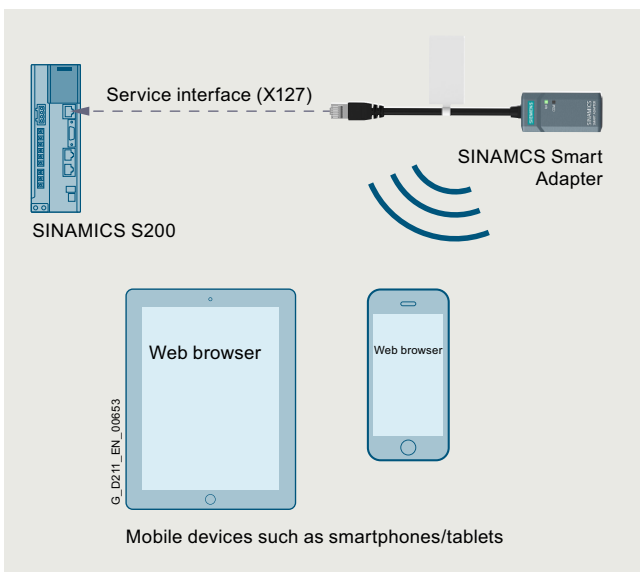 Service interface (X127)
SIEMENS
SINAMCS Smart
Adapter
SINAMICS S200
Web browser
Web browser
G_D211_EN_00653
Mobile devices such as smartphones/tablets